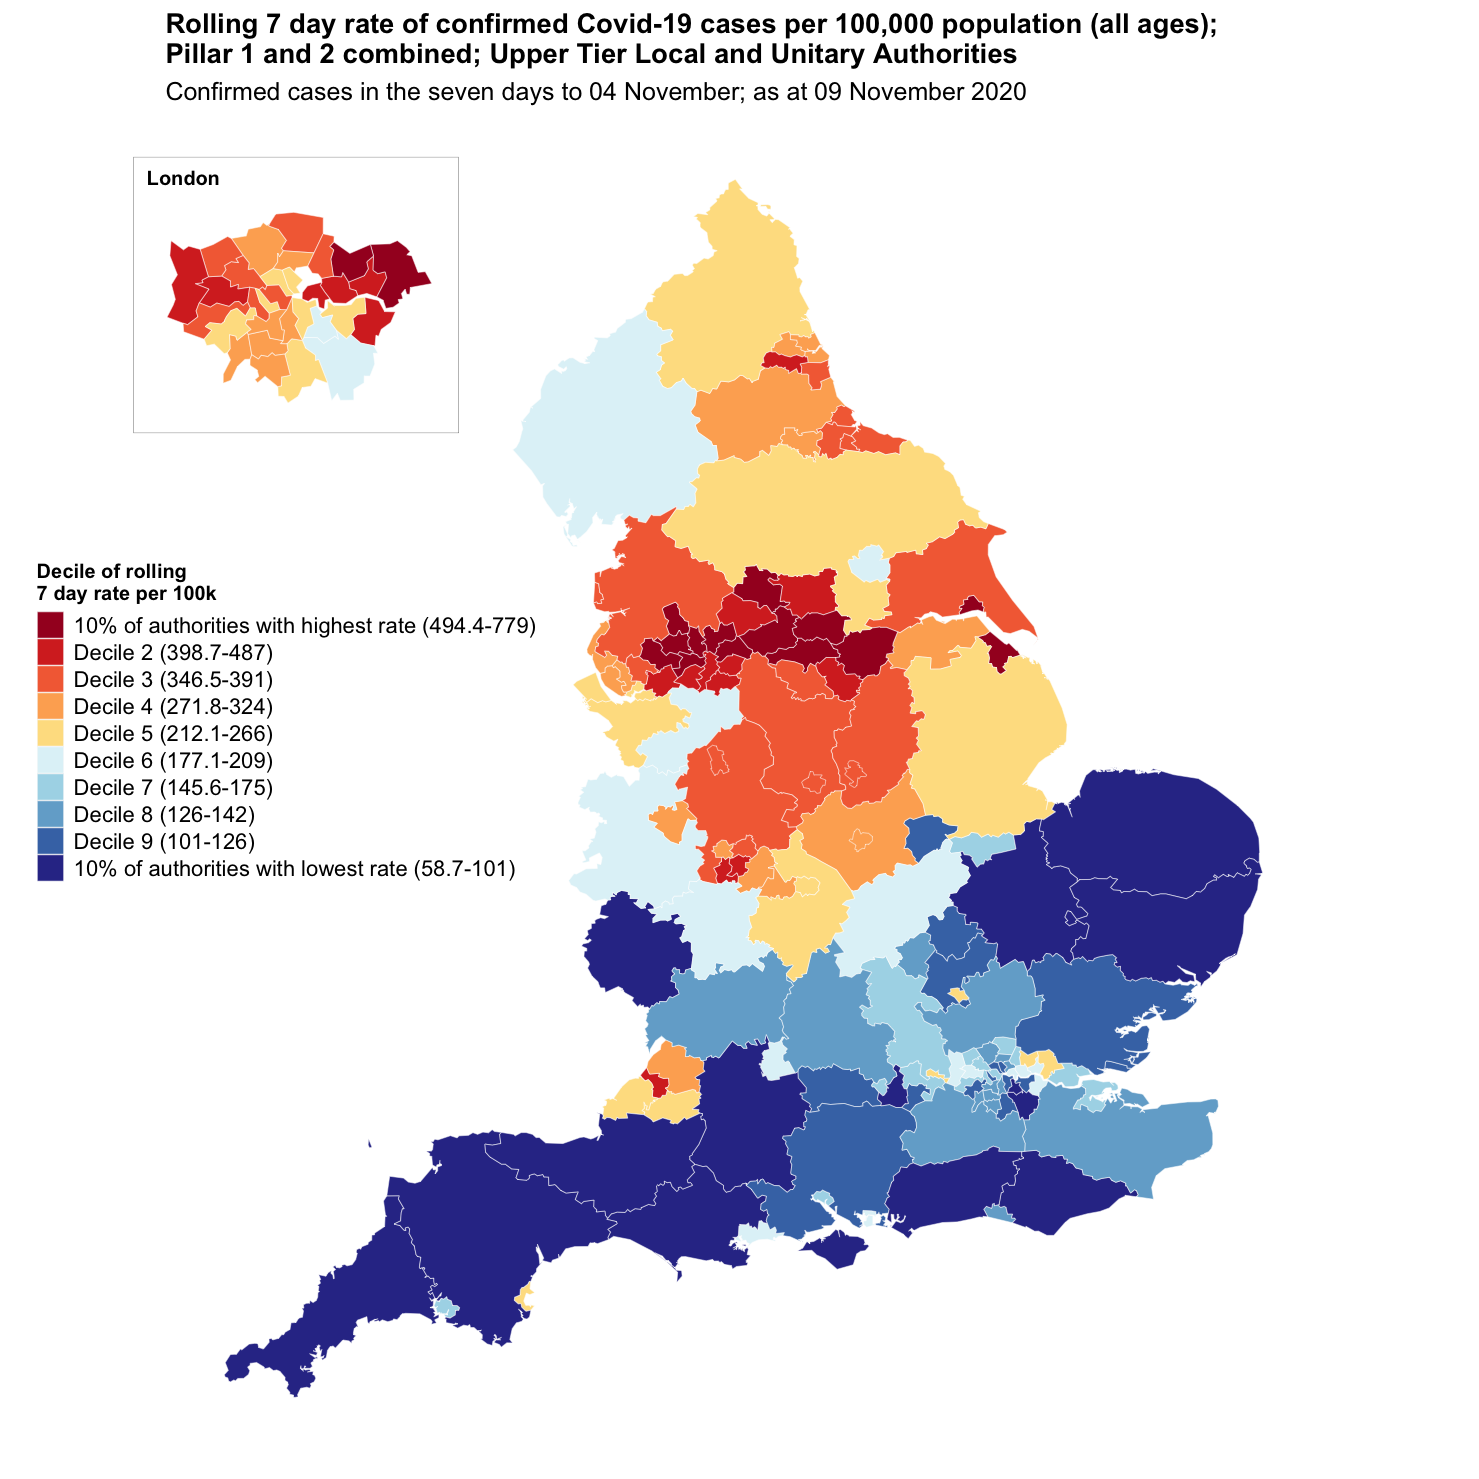 Rolling 7 day rate of confirmed Covid-19 cases per 100,000 population (all ages);
Pillar 1 and 2 combined; Upper Tier Local and Unitary Authorities
Confirmed cases in the seven days to 04 November; as at 09 November 2020
London
Decile of rolling
7 day rate per 100k
10% of authorities with highest rate (494.4-779)
Decile 2 (398.7-487)
Decile 3 (346.5-391)
Decile 4 (271.8-324)
Decile 5 (212.1-266)
Decile 6 (177.1-209)
Decile 7 (145.6-175)
Decile 8 (126-142)
Decile 9 (101-126)
10% of authorities with lowest rate (58.7-101)